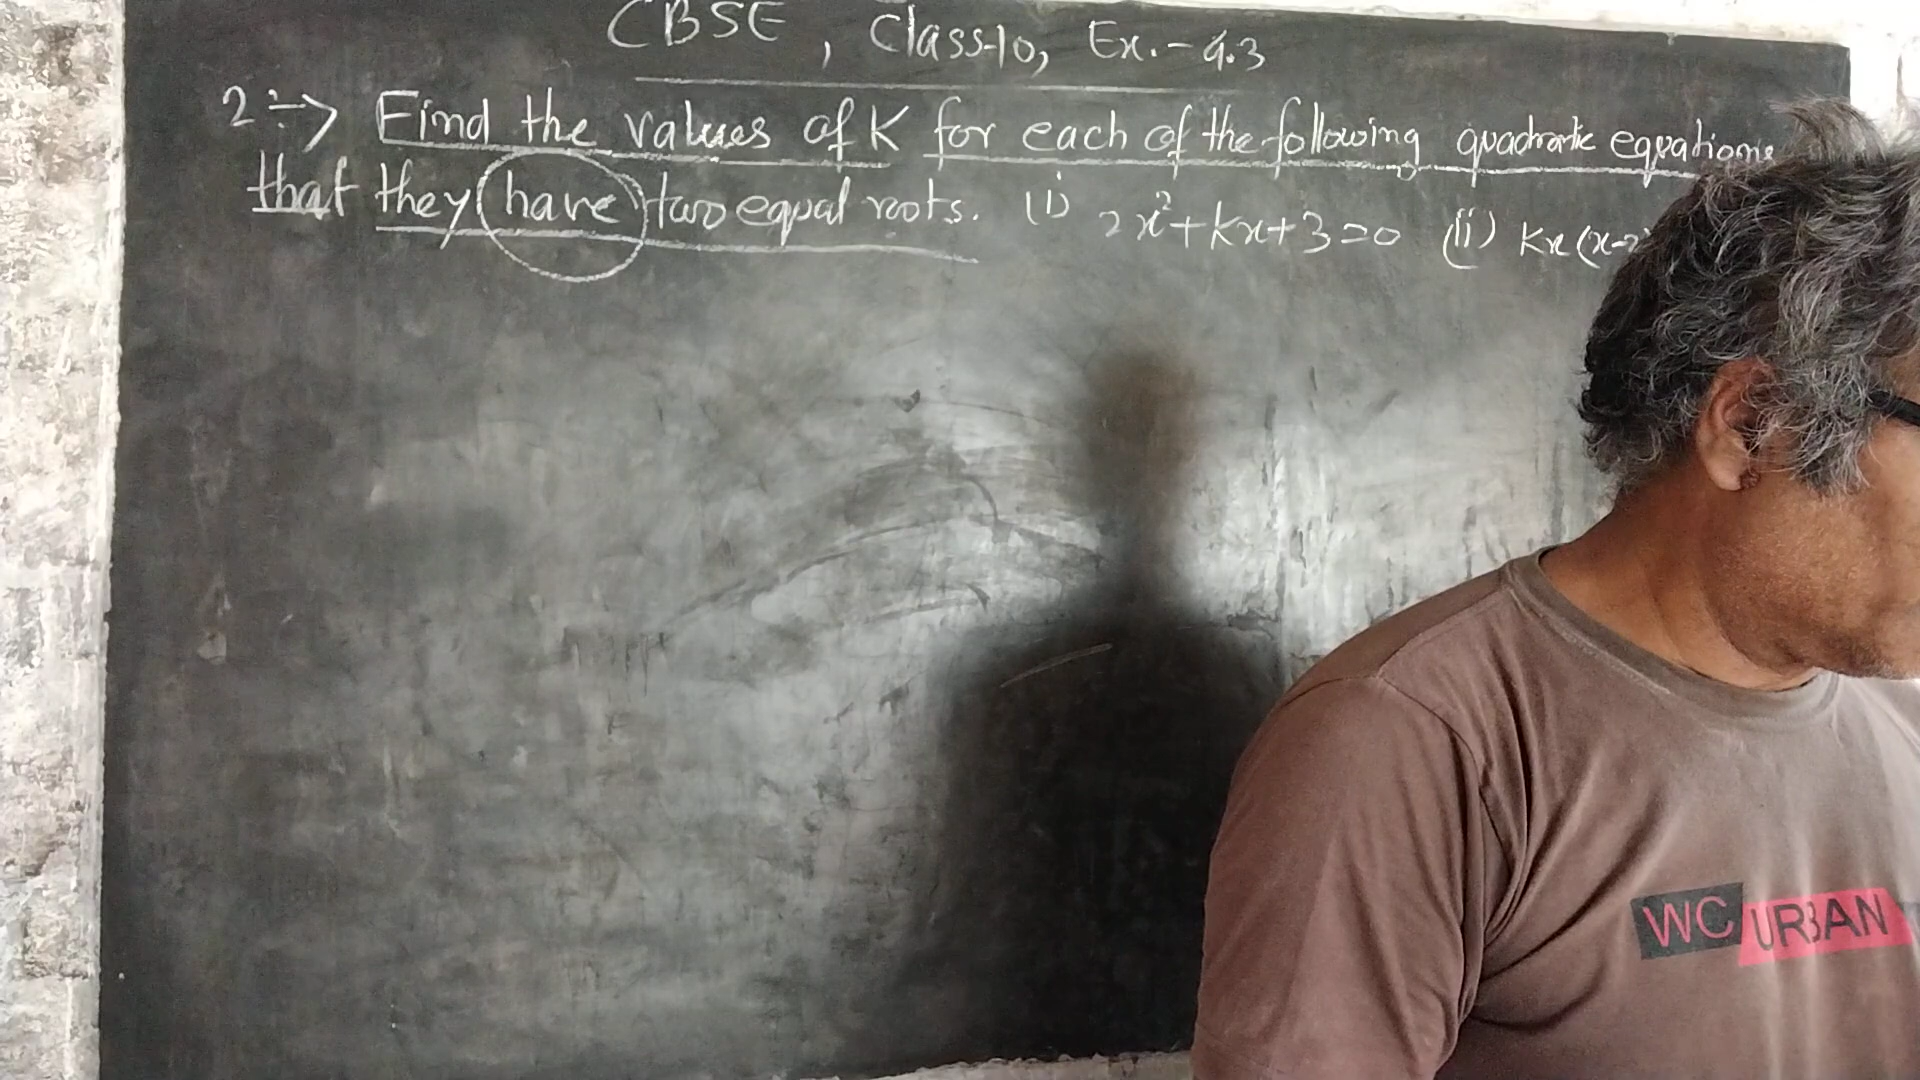 CBSE, Class-10, Ex.-4.3
2 ÷→ Find the values of K for each of the following quadratic equations
that they have two equal roots. (i) 2x²+kx+3=0 (ii) Kx(x-2
WC URBAN